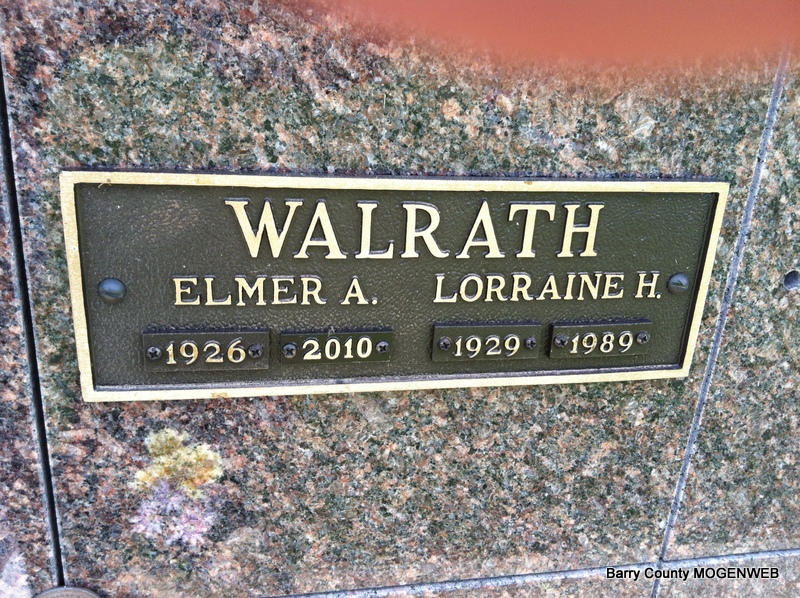 WALRATH
ELMER A. LORRAINE H.
1926 2010 1929 1989
Barry County MOGENWEB